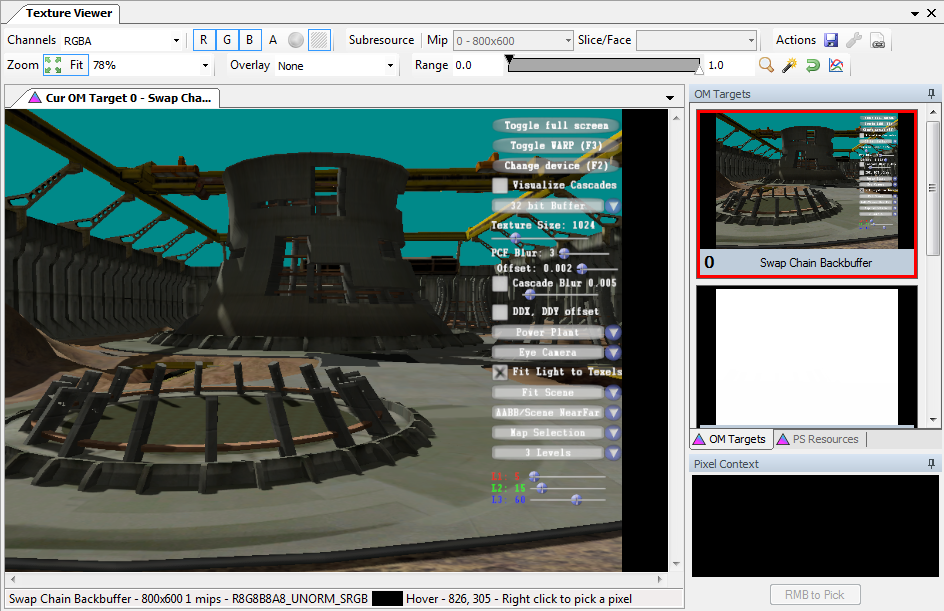 Texture Viewer
Channels RGBA R G B A Subresource Mip 0 - 800x600 Slice/Face Actions
Zoom Fit 78% Overlay None Range 0.0 1.0
Cur OM Target 0 - Swap Cha...
Toggle full screen
Toggle WARP (F3)
Change device (F2)
Visualize Cascades
32 bit Buffer
Texture Size: 1024
PCF Blur: 3
Offset: 0.002
Cascade Blur 0.005
DDX, DDY offset
Power Plant
Eye Camera
Fit Light to Texels
Fit Scene
AABB/Scene NearFar
Map Selection
3 Levels
L2: 15
L3: 60
OM Targets
0 Swap Chain Backbuffer
OM Targets PS Resources
Pixel Context
RMB to Pick
Swap Chain Backbuffer - 800x600 1 mips - R8G8B8A8_UNORM_SRGB Hover - 826, 305 - Right click to pick a pixel